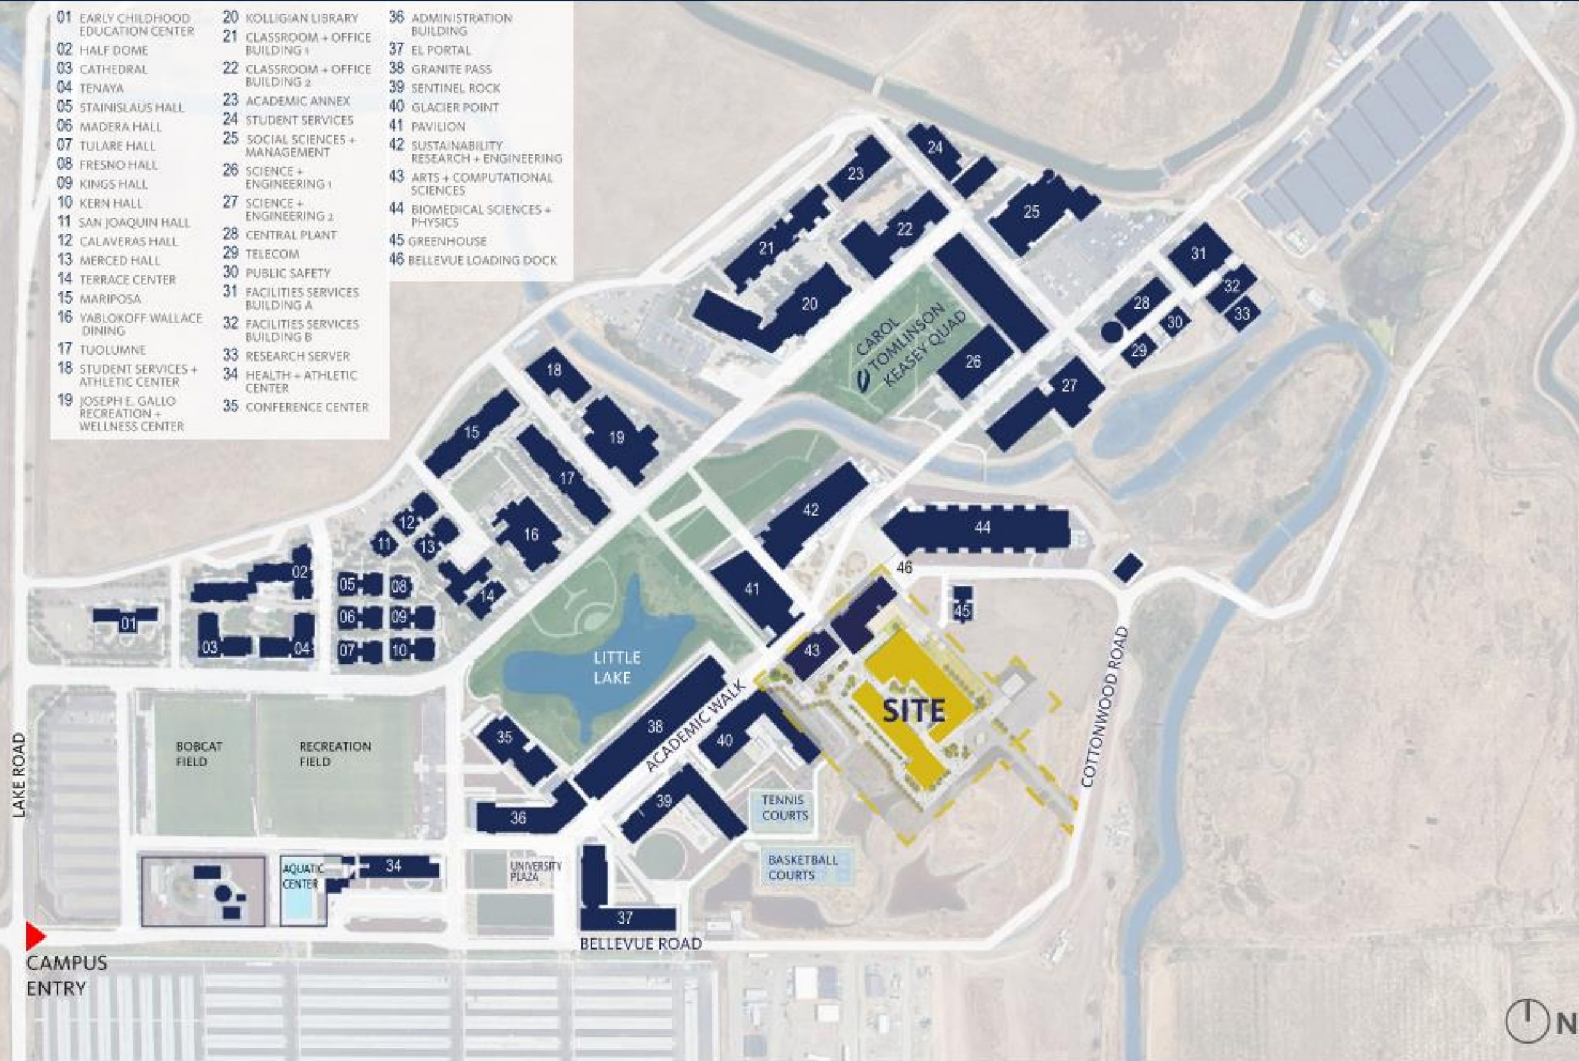 01 EARLY CHILDHOOD
EDUCATION CENTER
02 HALF DOME
03 CATHEDRAL
04 TENAYA
05 STAINISLAUS HALL
06 MADERA HALL
07 TULARE HALL
08 FRESNO HALL
09 KINGS HALL
10 KERN HALL
11 SAN JOAQUIN HALL
12 CALAVERAS HALL
13 MERCED HALL
14 TERRACE CENTER
15 MARIPOSA
16 YABLOKOFF WALLACE
DINING
17 TUOLUMNE
18 STUDENT SERVICES +
ATHLETIC CENTER
19 JOSEPH E. GALLO
RECREATION +
WELLNESS CENTER
20 KOLLIGIAN LIBRARY
21 CLASSROOM + OFFICE
BUILDING 1
22 CLASSROOM + OFFICE
BUILDING 2
23 ACADEMIC ANNEX
24 STUDENT SERVICES
25 SOCIAL SCIENCES +
MANAGEMENT
26 SCIENCE +
ENGINEERING 1
27 SCIENCE +
ENGINEERING 2
28 CENTRAL PLANT
29 TELECOM
30 PUBLIC SAFETY
31 FACILITIES SERVICES
BUILDING A
32 FACILITIES SERVICES
BUILDING B
33 RESEARCH SERVER
34 HEALTH + ATHLETIC
CENTER
35 CONFERENCE CENTER
36 ADMINISTRATION
BUILDING
37 EL PORTAL
38 GRANITE PASS
39 SENTINEL ROCK
40 GLACIER POINT
41 PAVILION
42 SUSTAINABILITY
RESEARCH + ENGINEERING
43 ARTS + COMPUTATIONAL
SCIENCES
44 BIOMEDICAL SCIENCES +
PHYSICS
45 GREENHOUSE
46 BELLEVUE LOADING DOCK
24
23
25
22
21
31
32
28
20
33
30
29
CAROL
TOMLINSON
KEASEY QUAD
26
18
27
15
19
17
42
12
16
44
11
13
46
02
05
08
41
14
45
01
06
09
03
04
07
10
43
LITTLE
LAKE
SITE
COTTONWOOD ROAD
38
ACADEMIC WALK
35
40
BOBCAT
FIELD
RECREATION
FIELD
LAKE ROAD
39
36
TENNIS
COURTS
BASKETBALL
COURTS
AQUATIC
CENTER
34
UNIVERSITY
PLAZA
37
BELLEVUE ROAD
CAMPUS
ENTRY
N